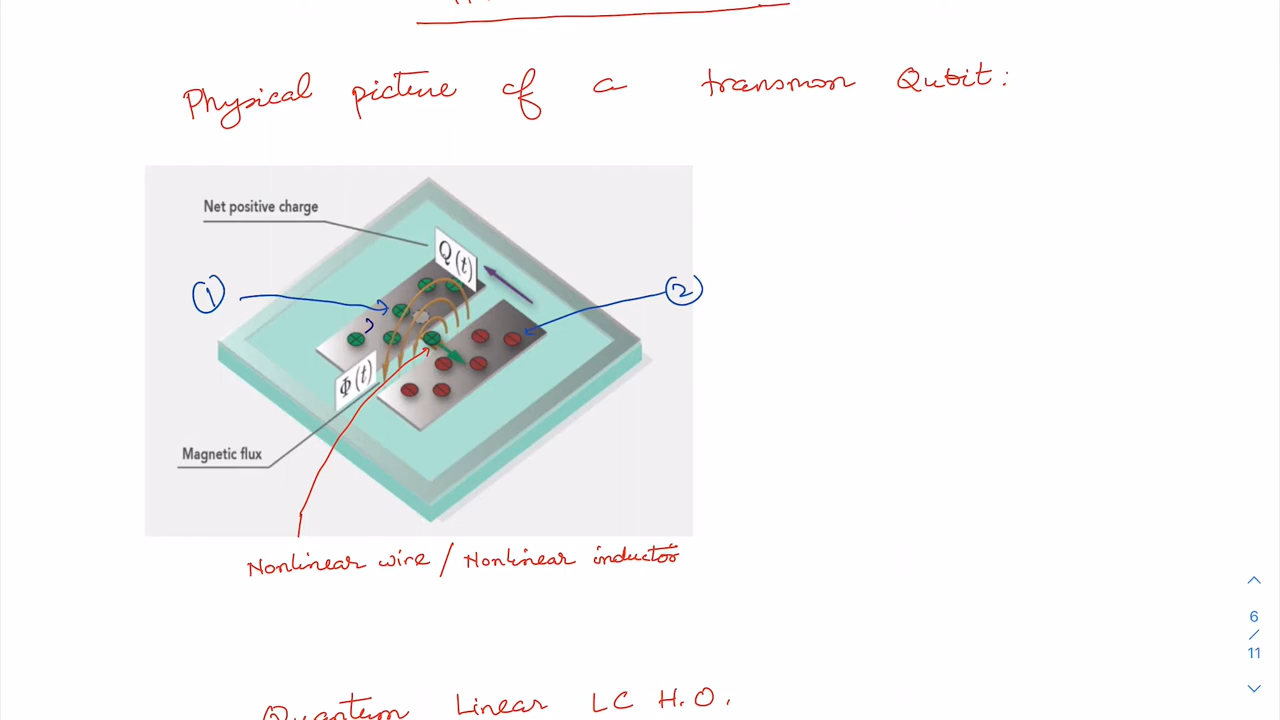 Physical picture of a transmon Qubit:
Net positive charge
Q(t)
①
②
Φ(t)
Magnetic flux
Nonlinear wire / Nonlinear inductor
6
/
11
Quantum Linear LC H.O.